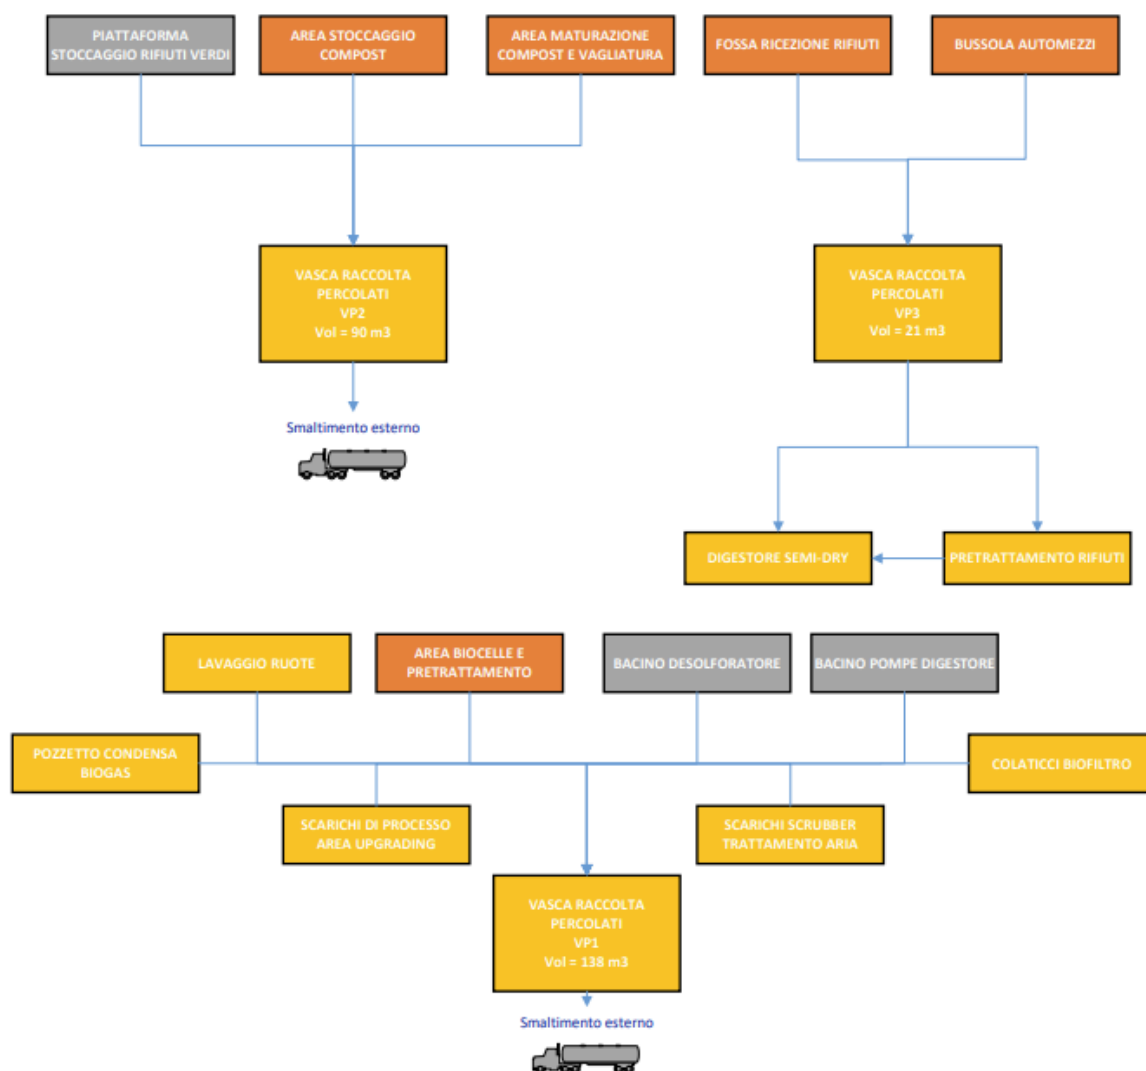 PIATTAFORMA
STOCCAGGIO RIFIUTI VERDI
AREA STOCCAGGIO
COMPOST
AREA MATURAZIONE
COMPOST E VAGLIATURA
FOSSA RICEZIONE RIFIUTI
BUSSOLA AUTOMEZZI
VASCA RACCOLTA
PERCOLATI
VP2
Vol = 90 m3
VASCA RACCOLTA
PERCOLATI
VP3
Vol = 21 m3
Smaltimento esterno
DIGESTORE SEMI-DRY
PRETRATTAMENTO RIFIUTI
LAVAGGIO RUOTE
AREA BIOCELLE E
PRETRATTAMENTO
BACINO DESOLFORATORE
BACINO POMPE DIGESTORE
POZZETTO CONDENSA
BIOGAS
COLATICCI BIOFILTRO
SCARICHI DI PROCESSO
AREA UPGRADING
SCARICHI SCRUBBER
TRATTAMENTO ARIA
VASCA RACCOLTA
PERCOLATI
VP1
Vol = 138 m3
Smaltimento esterno